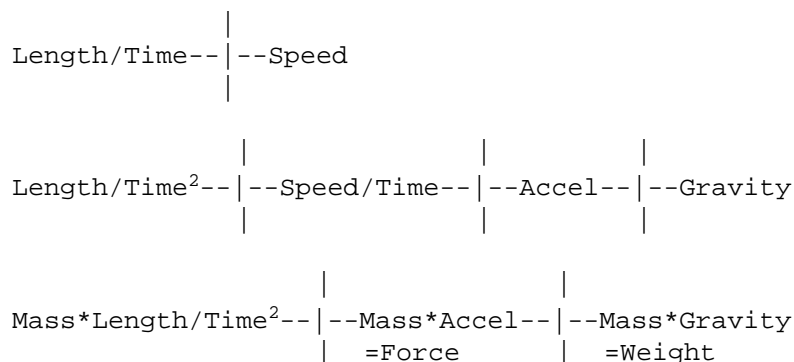 Length/Time--|--Speed
Length/Time²--|--Speed/Time--|--Accel--|--Gravity
Mass*Length/Time²--|--Mass*Accel--|--Mass*Gravity
| =Force | =Weight